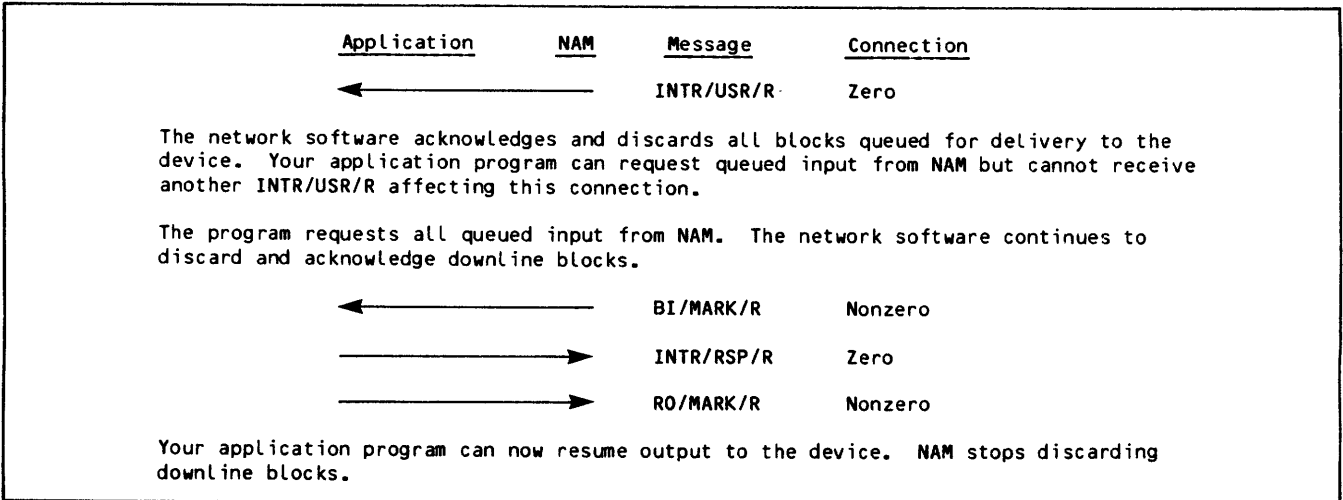 Application NAM Message Connection
INTR/USR/R Zero
The network software acknowledges and discards all blocks queued for delivery to the
device. Your application program can request queued input from NAM but cannot receive
another INTR/USR/R affecting this connection.
The program requests all queued input from NAM. The network software continues to
discard and acknowledge downline blocks.
BI/MARK/R Nonzero
INTR/RSP/R Zero
RO/MARK/R Nonzero
Your application program can now resume output to the device. NAM stops discarding
downline blocks.